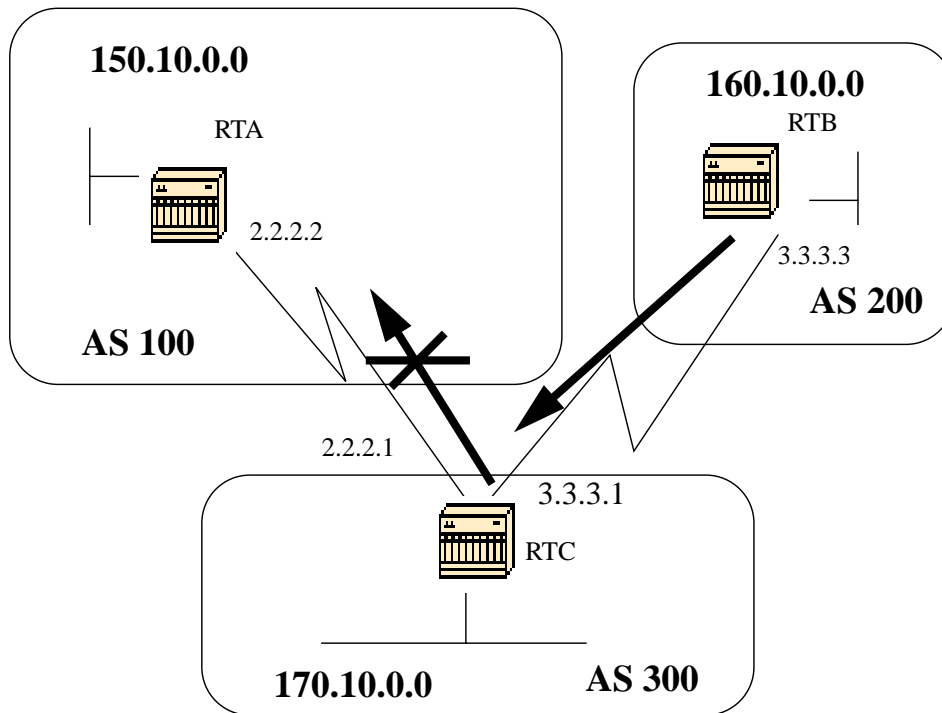 150.10.0.0
160.10.0.0
RTA
RTB
2.2.2.2
3.3.3.3
AS 200
AS 100
2.2.2.1
3.3.3.1
RTC
170.10.0.0
AS 300